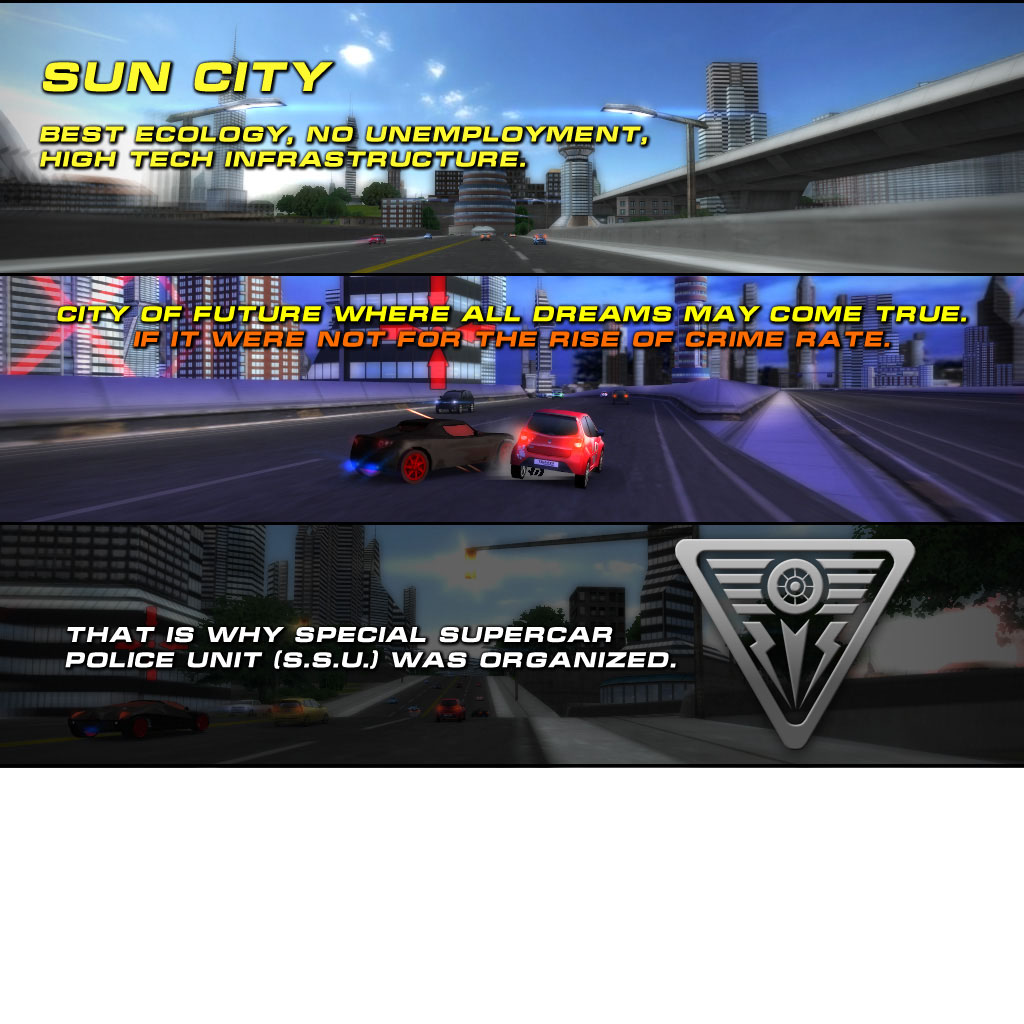 SUN CITY
BEST ECOLOGY, NO UNEMPLOYMENT,
HIGH TECH INFRASTRUCTURE.
CITY OF FUTURE WHERE ALL DREAMS MAY COME TRUE.
IF IT WERE NOT FOR THE RISE OF CRIME RATE.
THAT IS WHY SPECIAL SUPERCAR
POLICE UNIT (S.S.U.) WAS ORGANIZED.